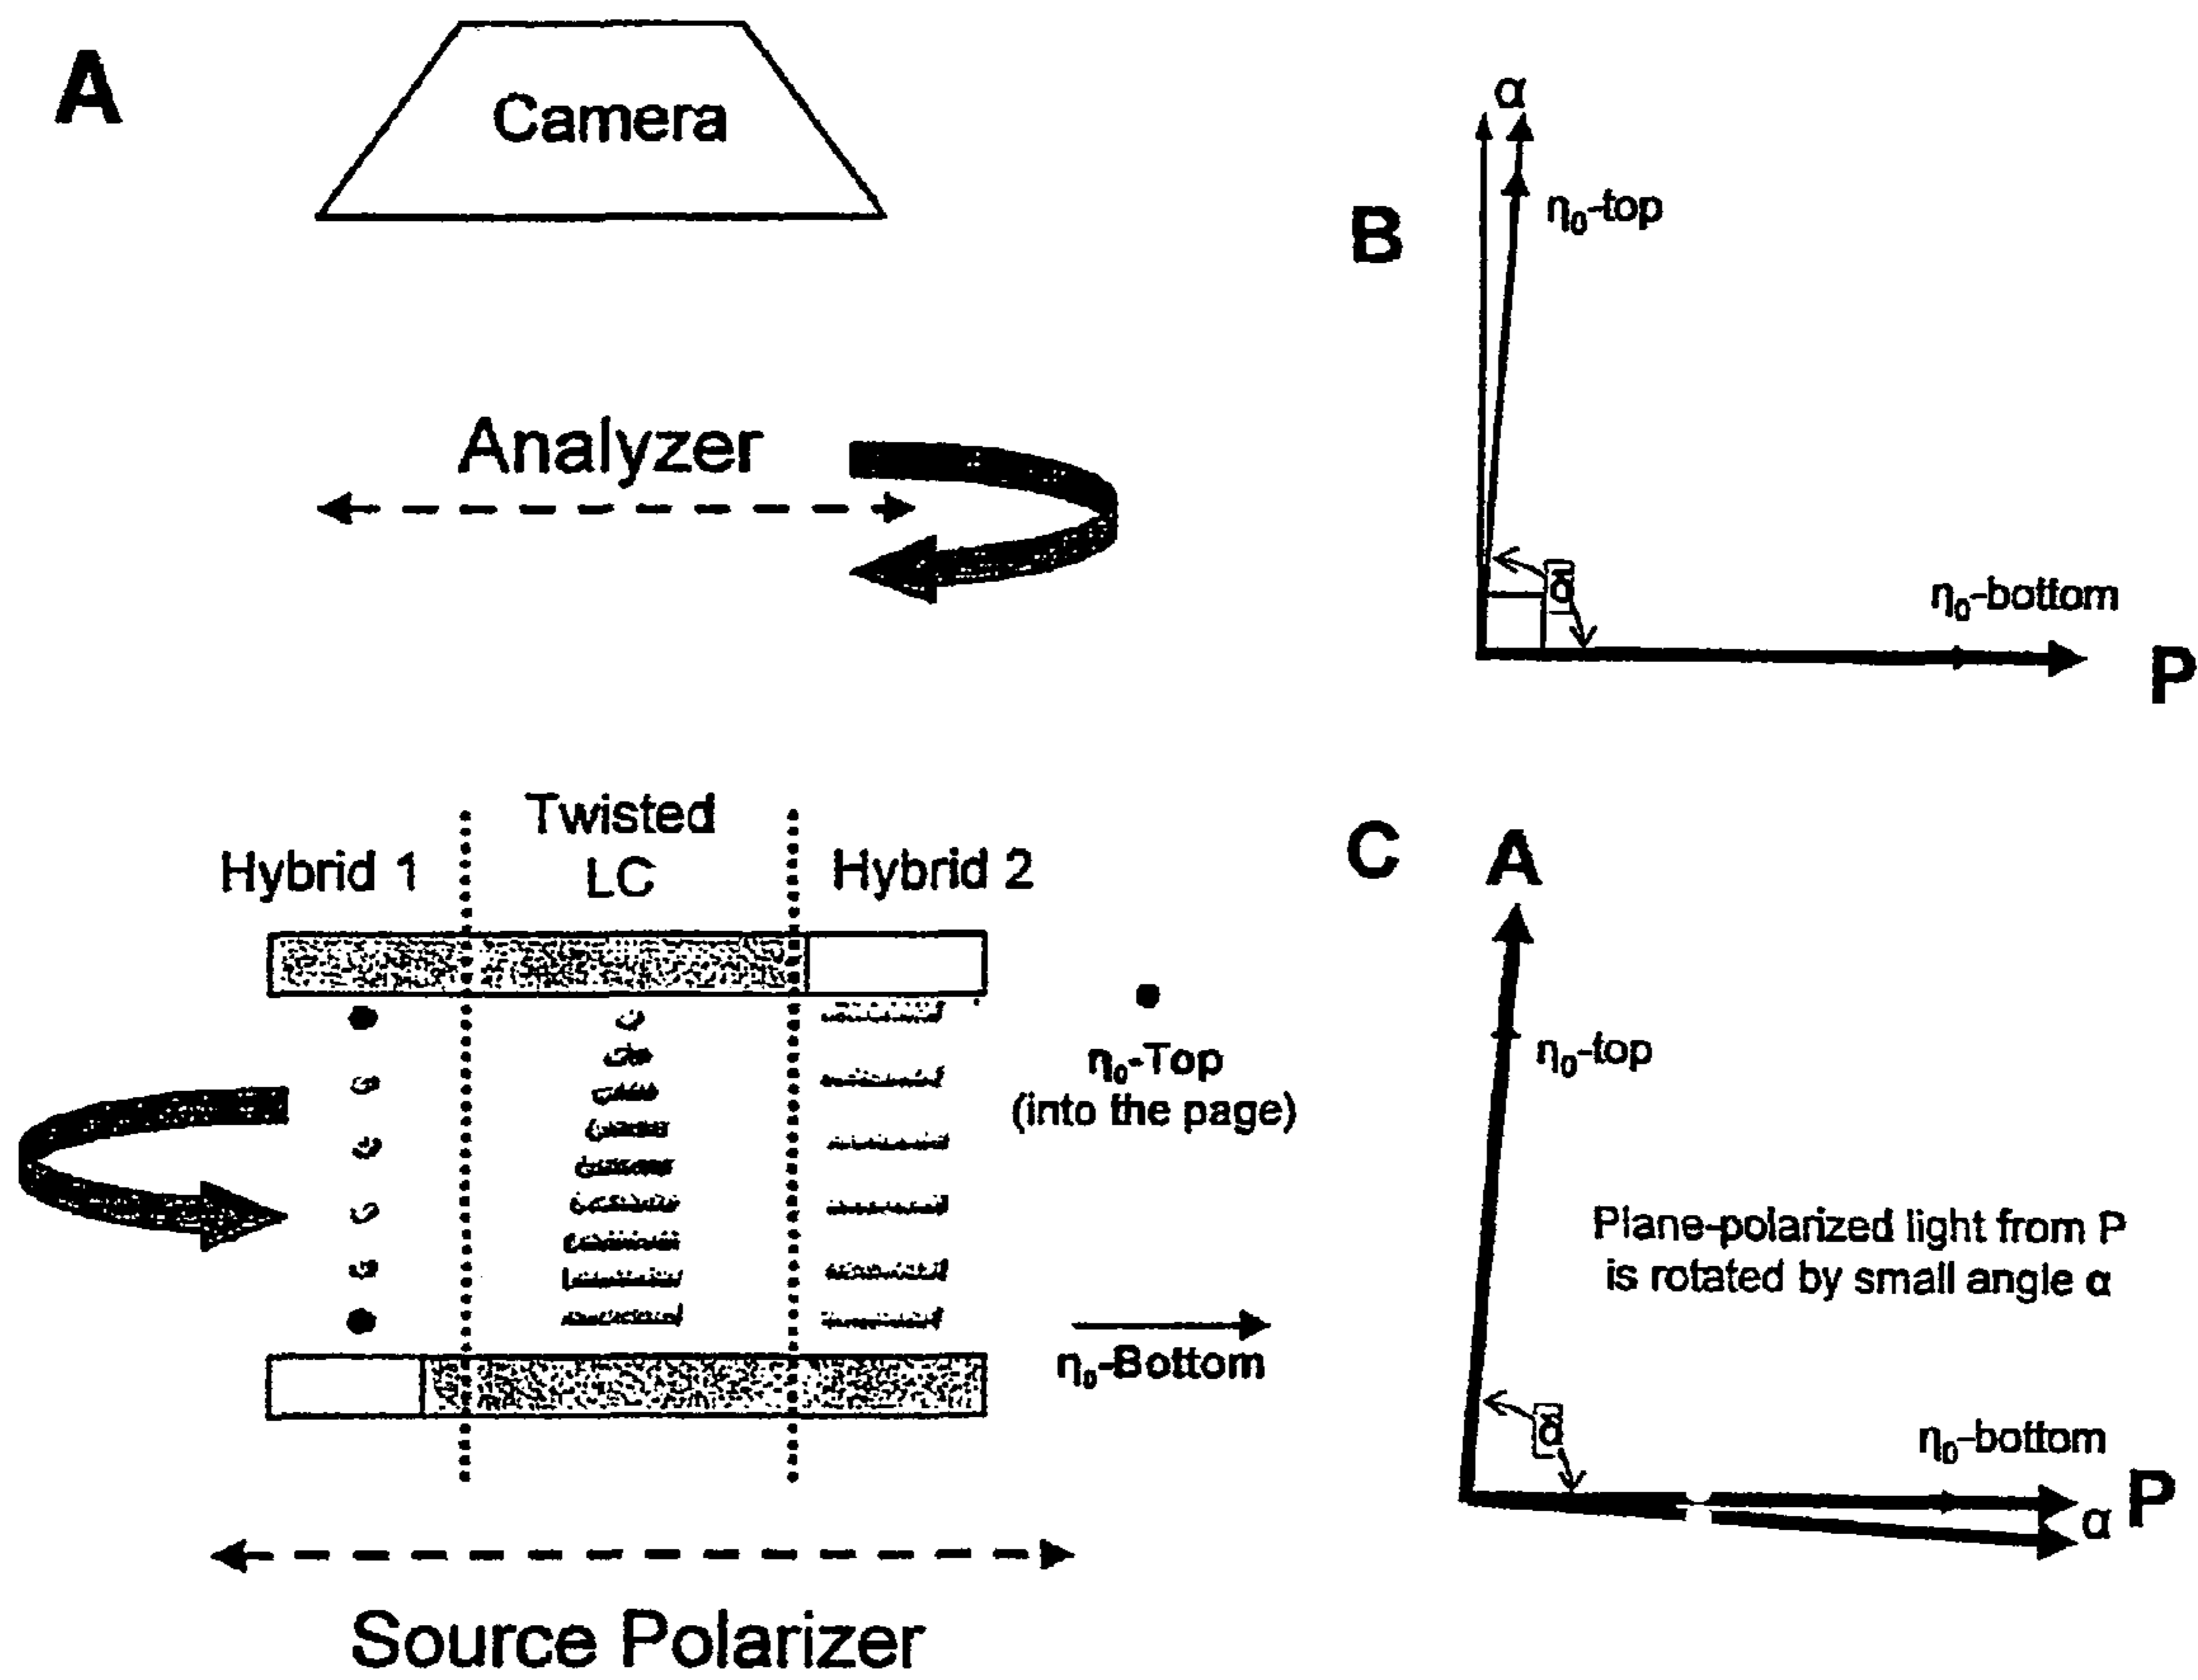 A
Camera
Analyzer
Twisted
LC
Hybrid 1
Hybrid 2
η₀-Top
(into the page)
η₀-Bottom
Source Polarizer
B
α
η₀-top
δ
η₀-bottom
P
C
A
η₀-top
Plane-polarized light from P
is rotated by small angle α
δ
η₀-bottom
P
α